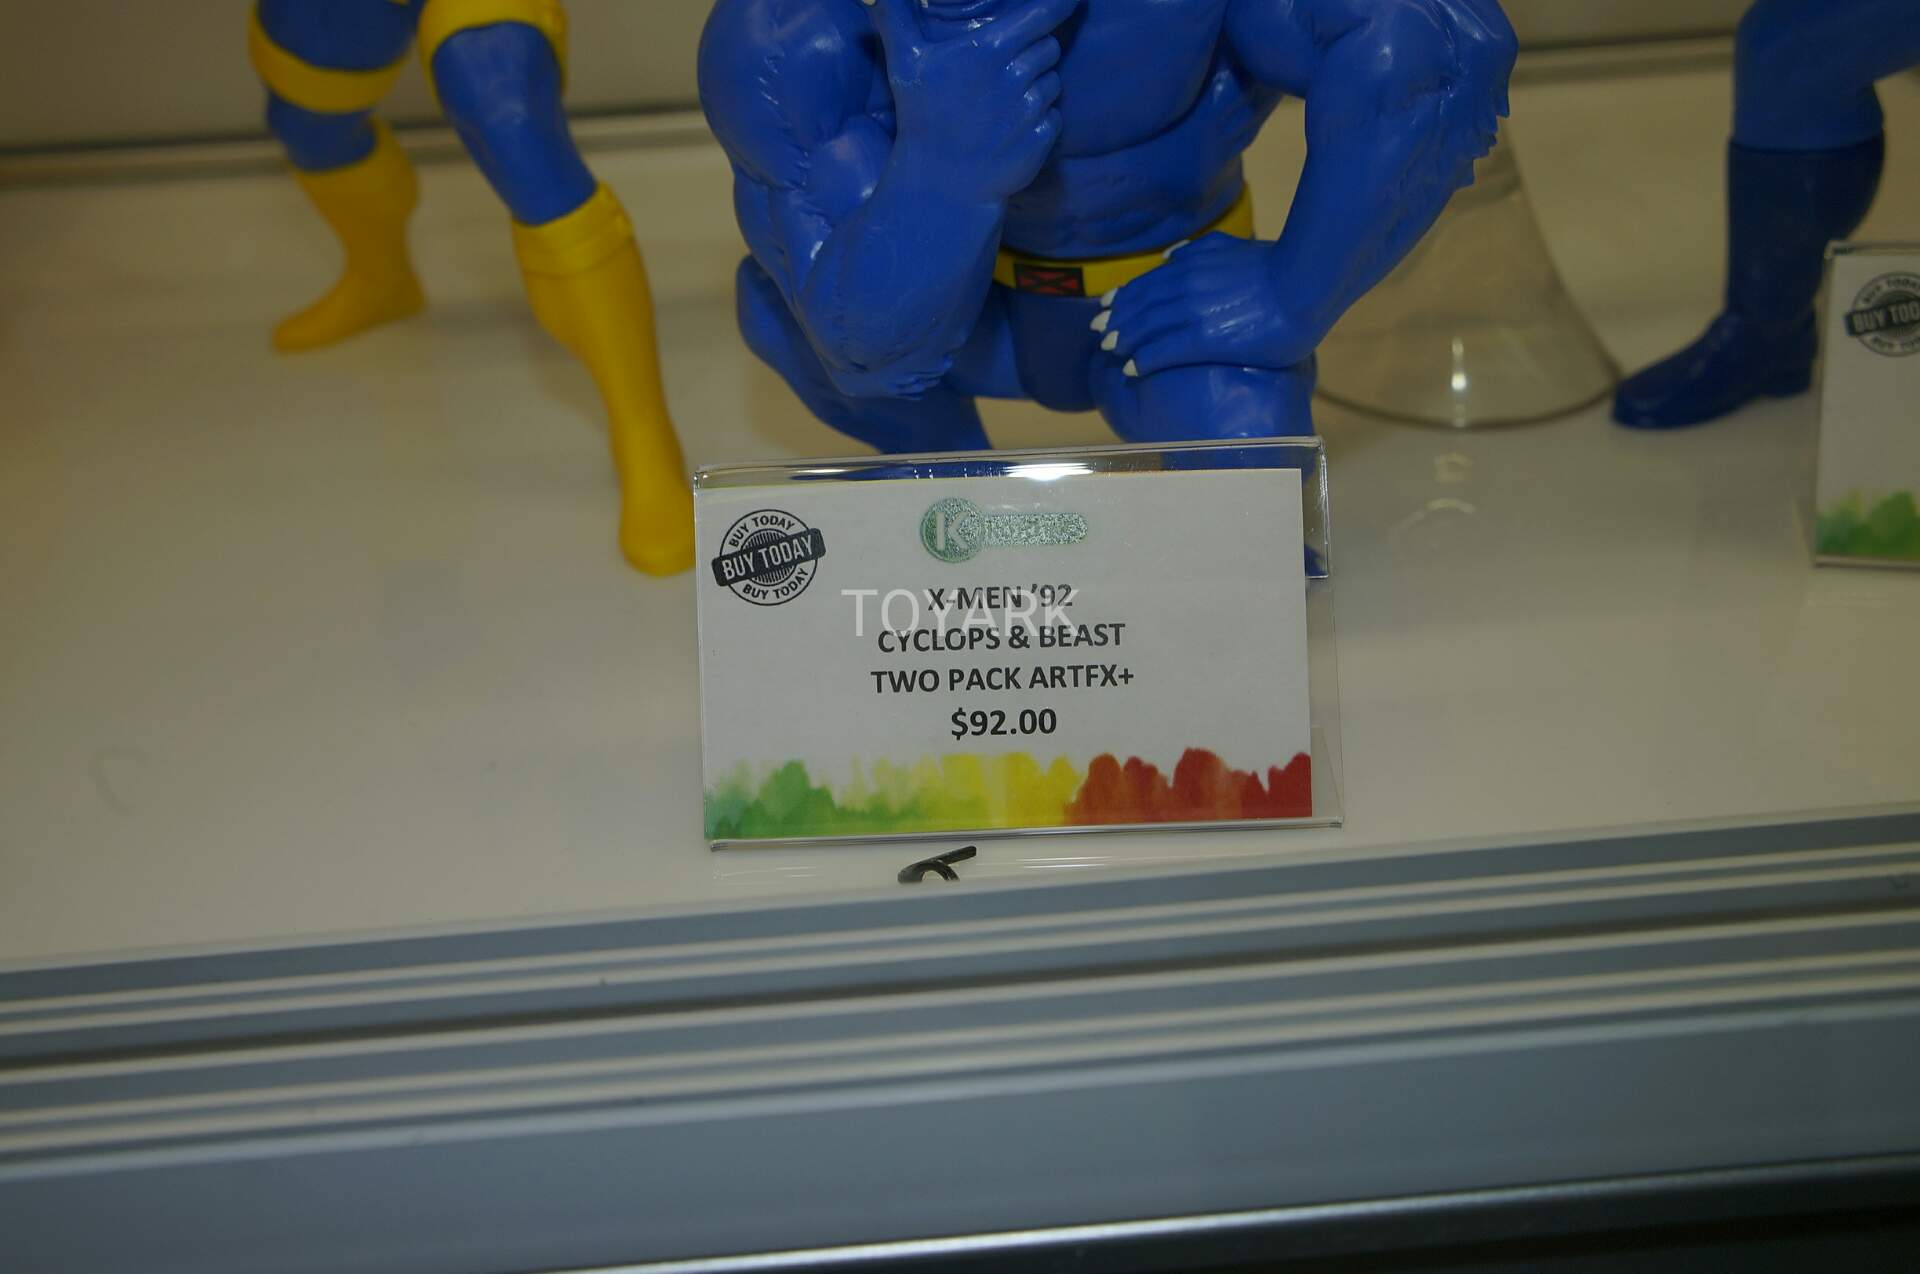 BUY TODAY
BUY TODAY
BUY TODAY
K
X-MEN '92
TOYARK
CYCLOPS & BEAST
TWO PACK ARTFX+
$92.00
BUY TODAY